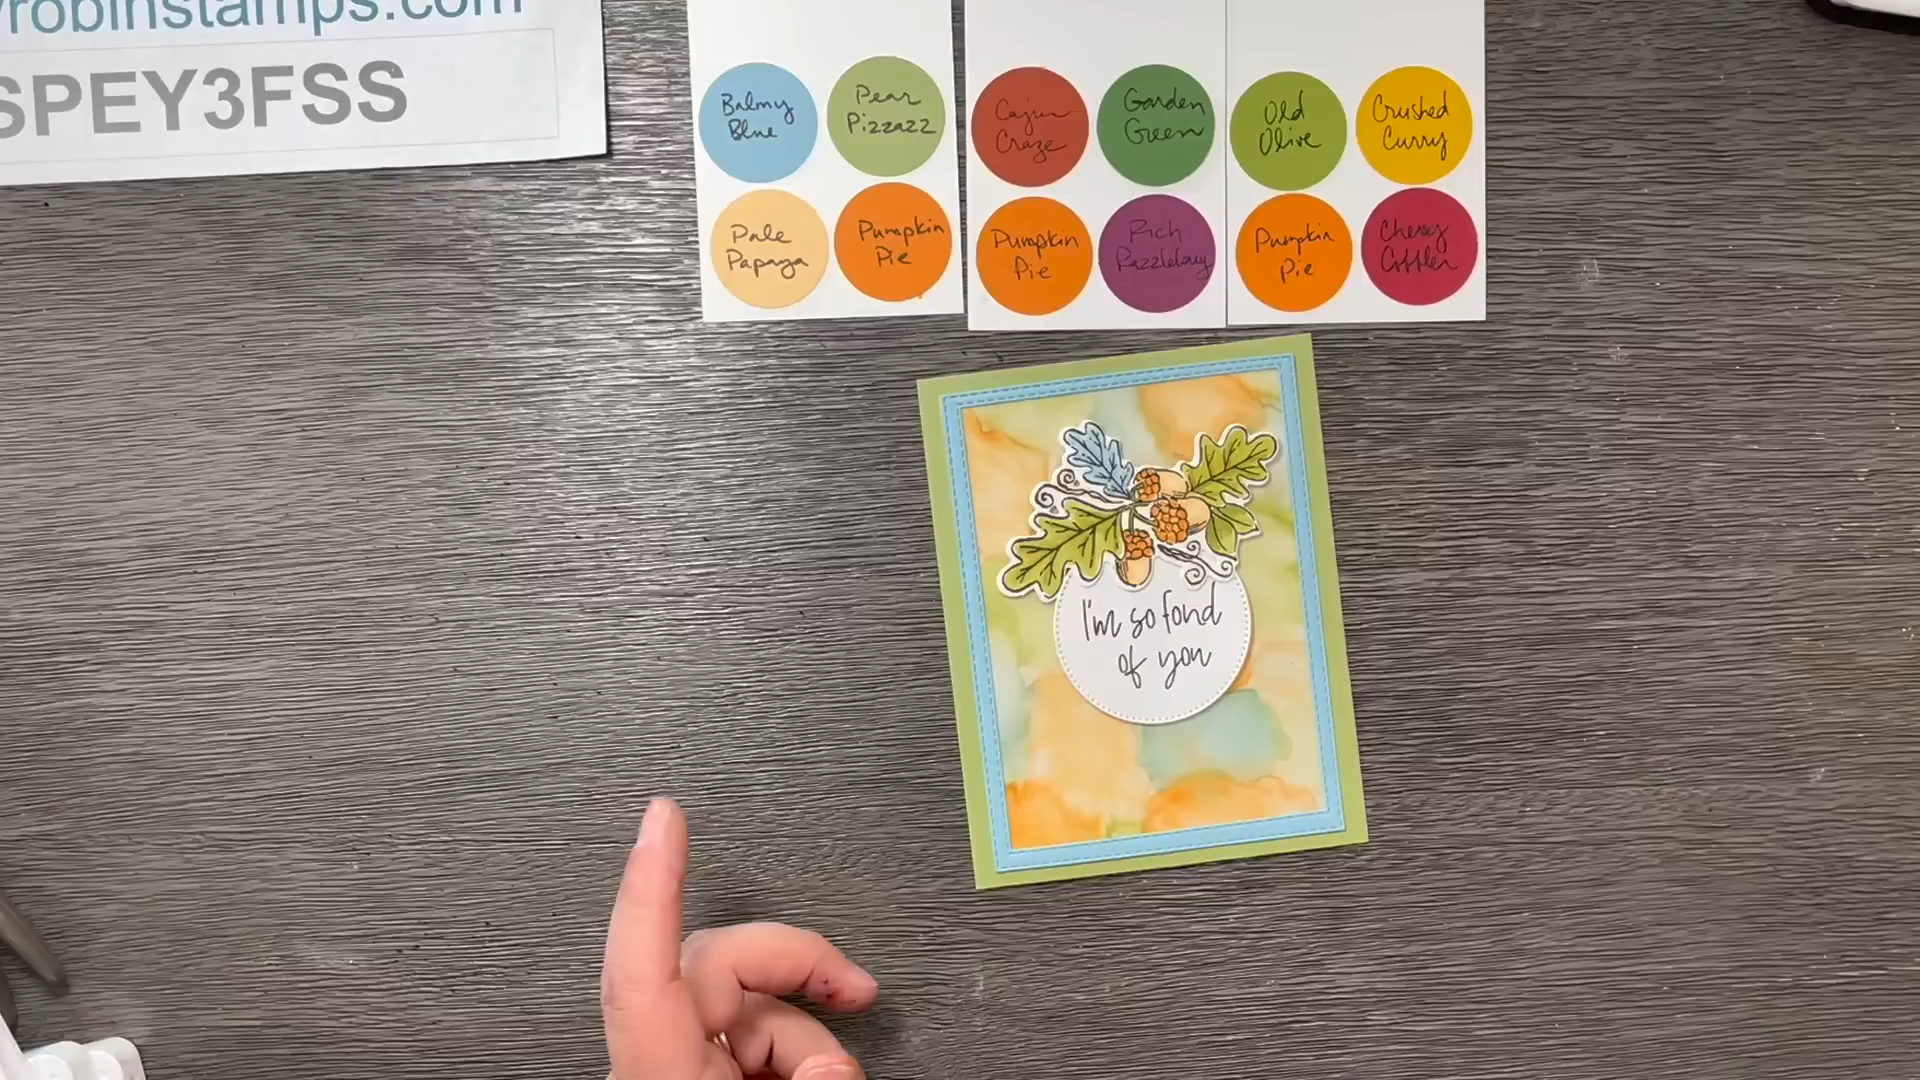 robinstamps.com
SPEY3FSS
Balmy
Blue
Pear
Pizzazz
Pale
Papaya
Pumpkin
Pie
Cajun
Craze
Garden
Green
Pumpkin
Pie
Rich
Razzleberry
Old
Olive
Crushed
Curry
Pumpkin
Pie
Cherry
Cobbler
I'm so fond
of you